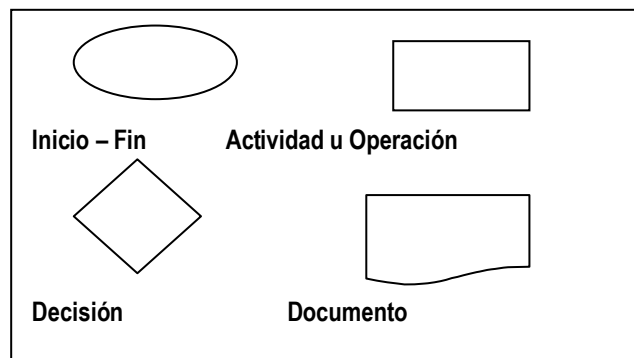 Inicio – Fin Actividad u Operación
Decisión Documento